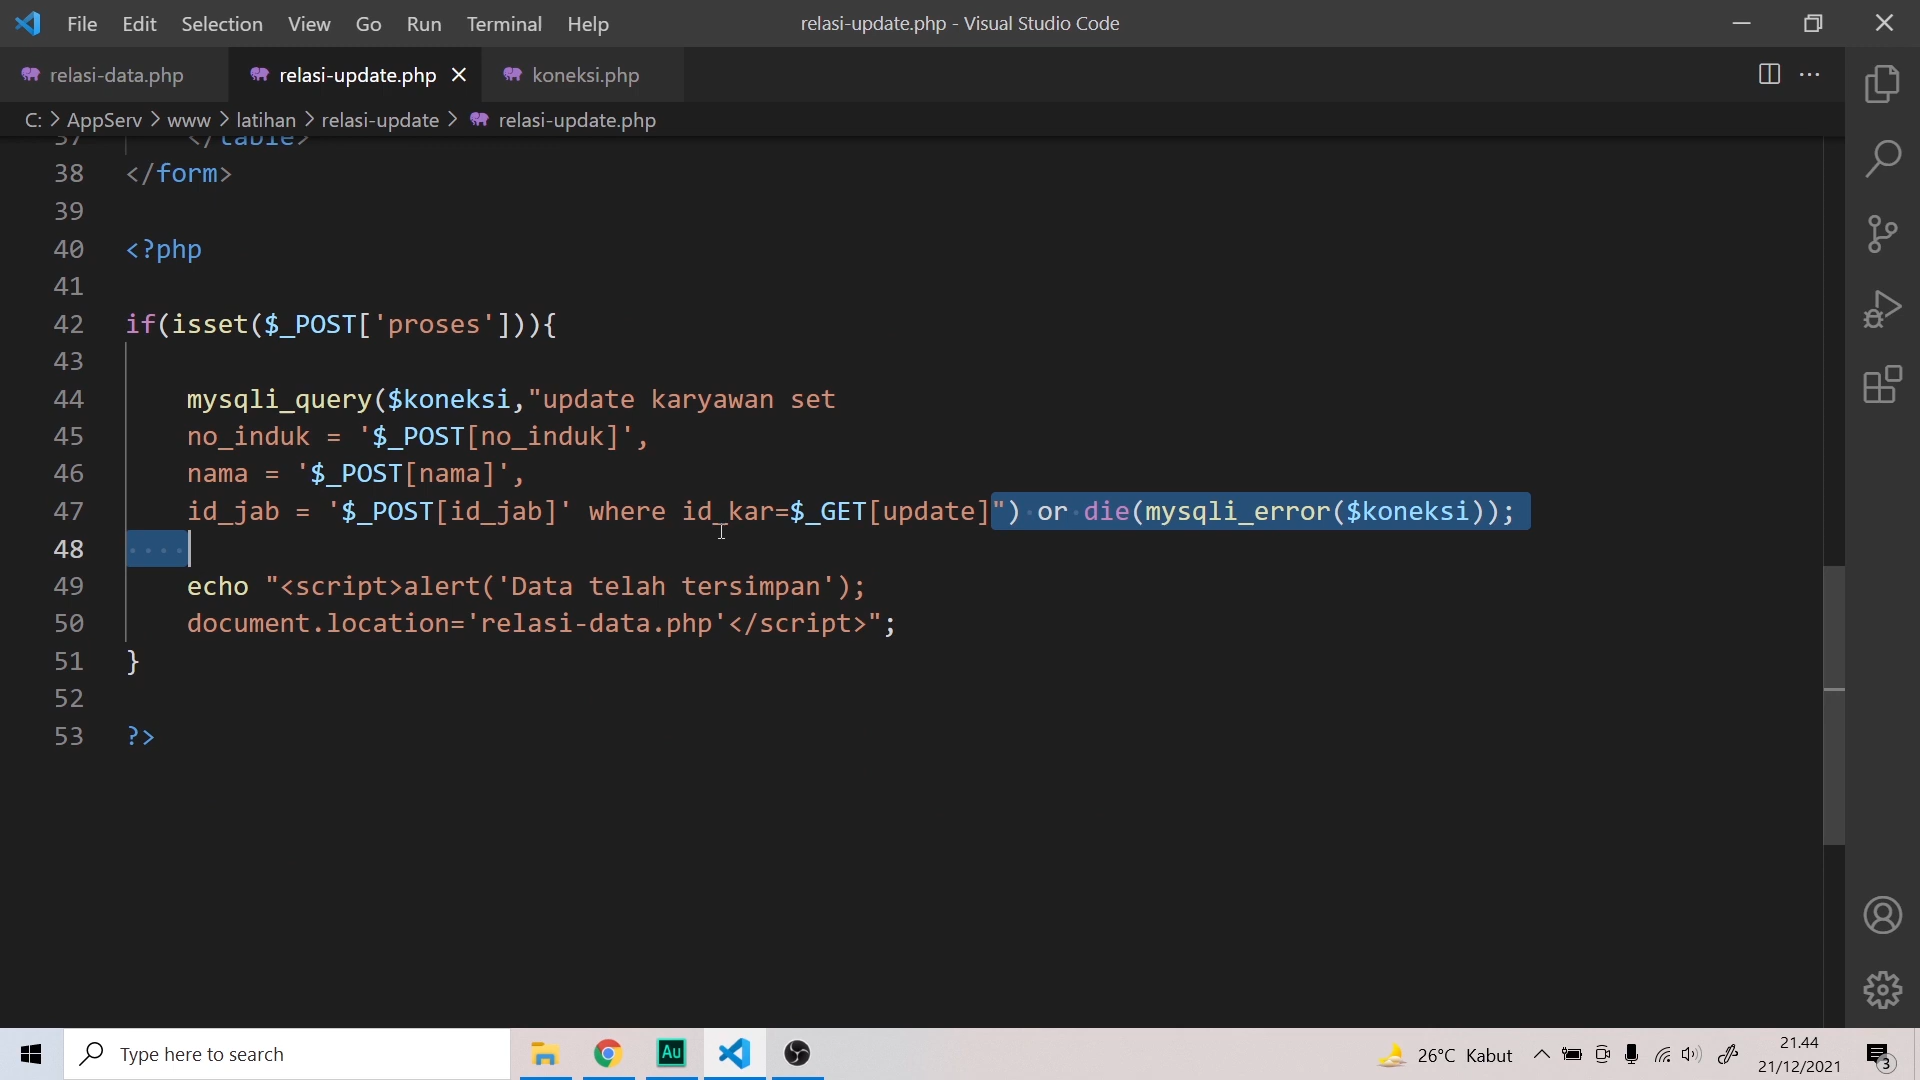 File Edit Selection View Go Run Terminal Help
relasi-update.php - Visual Studio Code
relasi-data.php
relasi-update.php
koneksi.php
C: > AppServ > www > latihan > relasi-update > relasi-update.php
37 </table>
38 </form>
39
40 <?php
41
42 if(isset($_POST['proses'])){
43
44 mysqli_query($koneksi,"update karyawan set
45 no_induk = '$_POST[no_induk]',
46 nama = '$_POST[nama]',
47 id_jab = '$_POST[id_jab]' where id_kar=$_GET[update]") or die(mysqli_error($koneksi));
48
49 echo "<script>alert('Data telah tersimpan');
50 document.location='relasi-data.php'</script>";
51 }
52
53 ?>
Type here to search
Au
26°C Kabut
21.44
21/12/2021
3